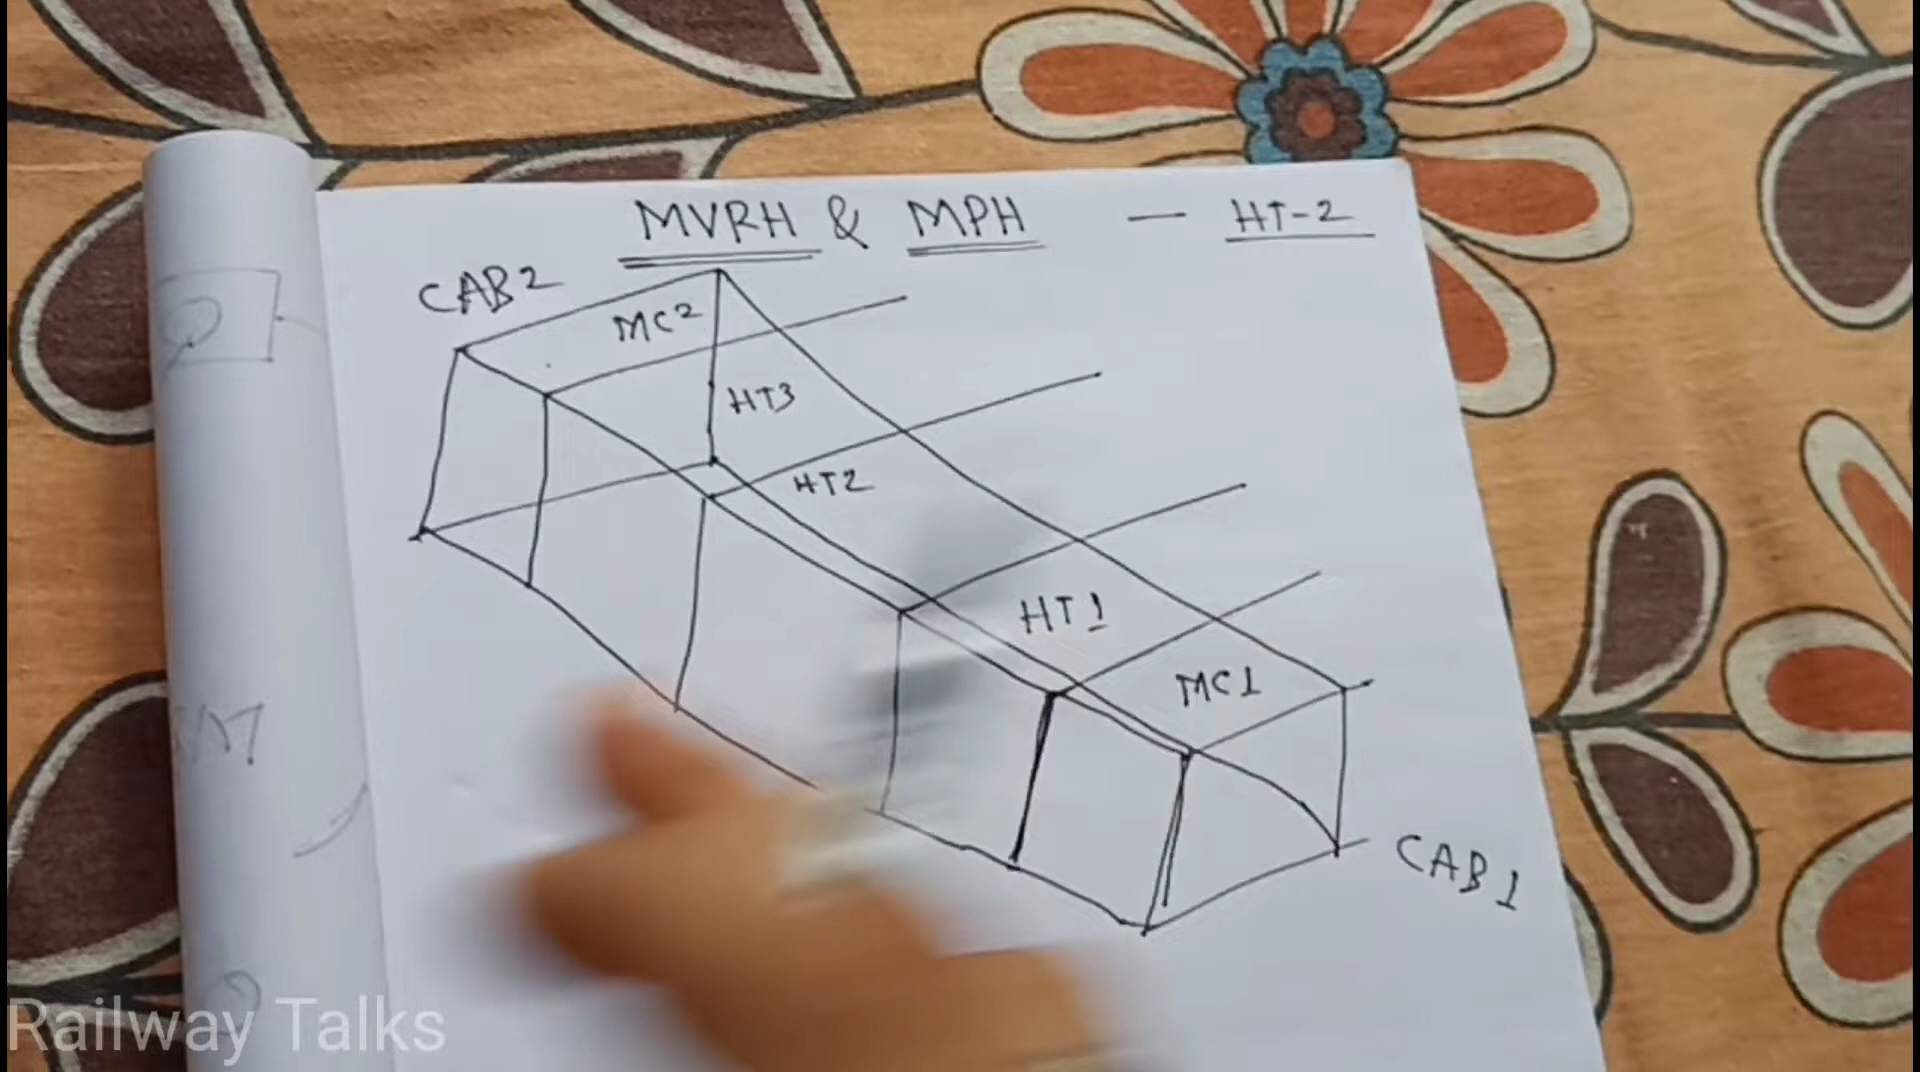 MVRH & MPH — HT-2
CAB2
MC2
HT3
HT2
HT1
MC1
CAB1
Railway Talks